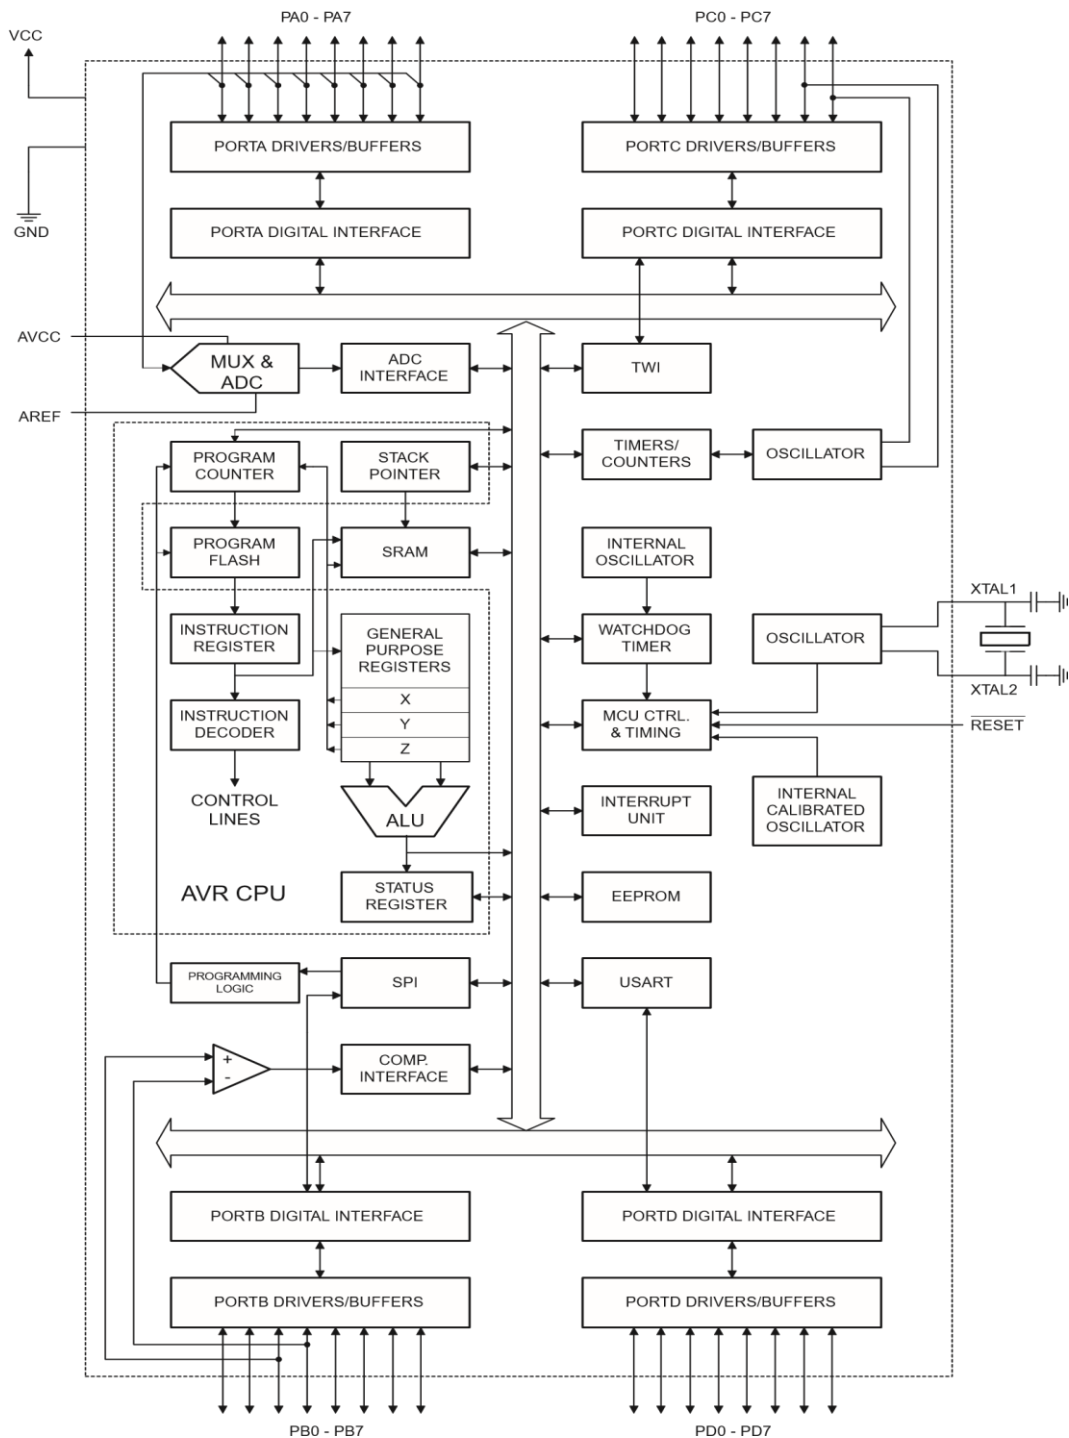 PA0 - PA7
PC0 - PC7
VCC
PORTA DRIVERS/BUFFERS
PORTC DRIVERS/BUFFERS
GND
PORTA DIGITAL INTERFACE
PORTC DIGITAL INTERFACE
AVCC
MUX &
ADC
ADC
INTERFACE
TWI
AREF
PROGRAM
COUNTER
STACK
POINTER
TIMERS/
COUNTERS
OSCILLATOR
PROGRAM
FLASH
SRAM
INTERNAL
OSCILLATOR
XTAL1
INSTRUCTION
REGISTER
GENERAL
PURPOSE
REGISTERS
WATCHDOG
TIMER
OSCILLATOR
XTAL2
X
Y
Z
INSTRUCTION
DECODER
MCU CTRL.
& TIMING
RESET
CONTROL
LINES
ALU
INTERRUPT
UNIT
INTERNAL
CALIBRATED
OSCILLATOR
AVR CPU
STATUS
REGISTER
EEPROM
PROGRAMMING
LOGIC
SPI
USART
+
-
COMP.
INTERFACE
PORTB DIGITAL INTERFACE
PORTD DIGITAL INTERFACE
PORTB DRIVERS/BUFFERS
PORTD DRIVERS/BUFFERS
PB0 - PB7
PD0 - PD7